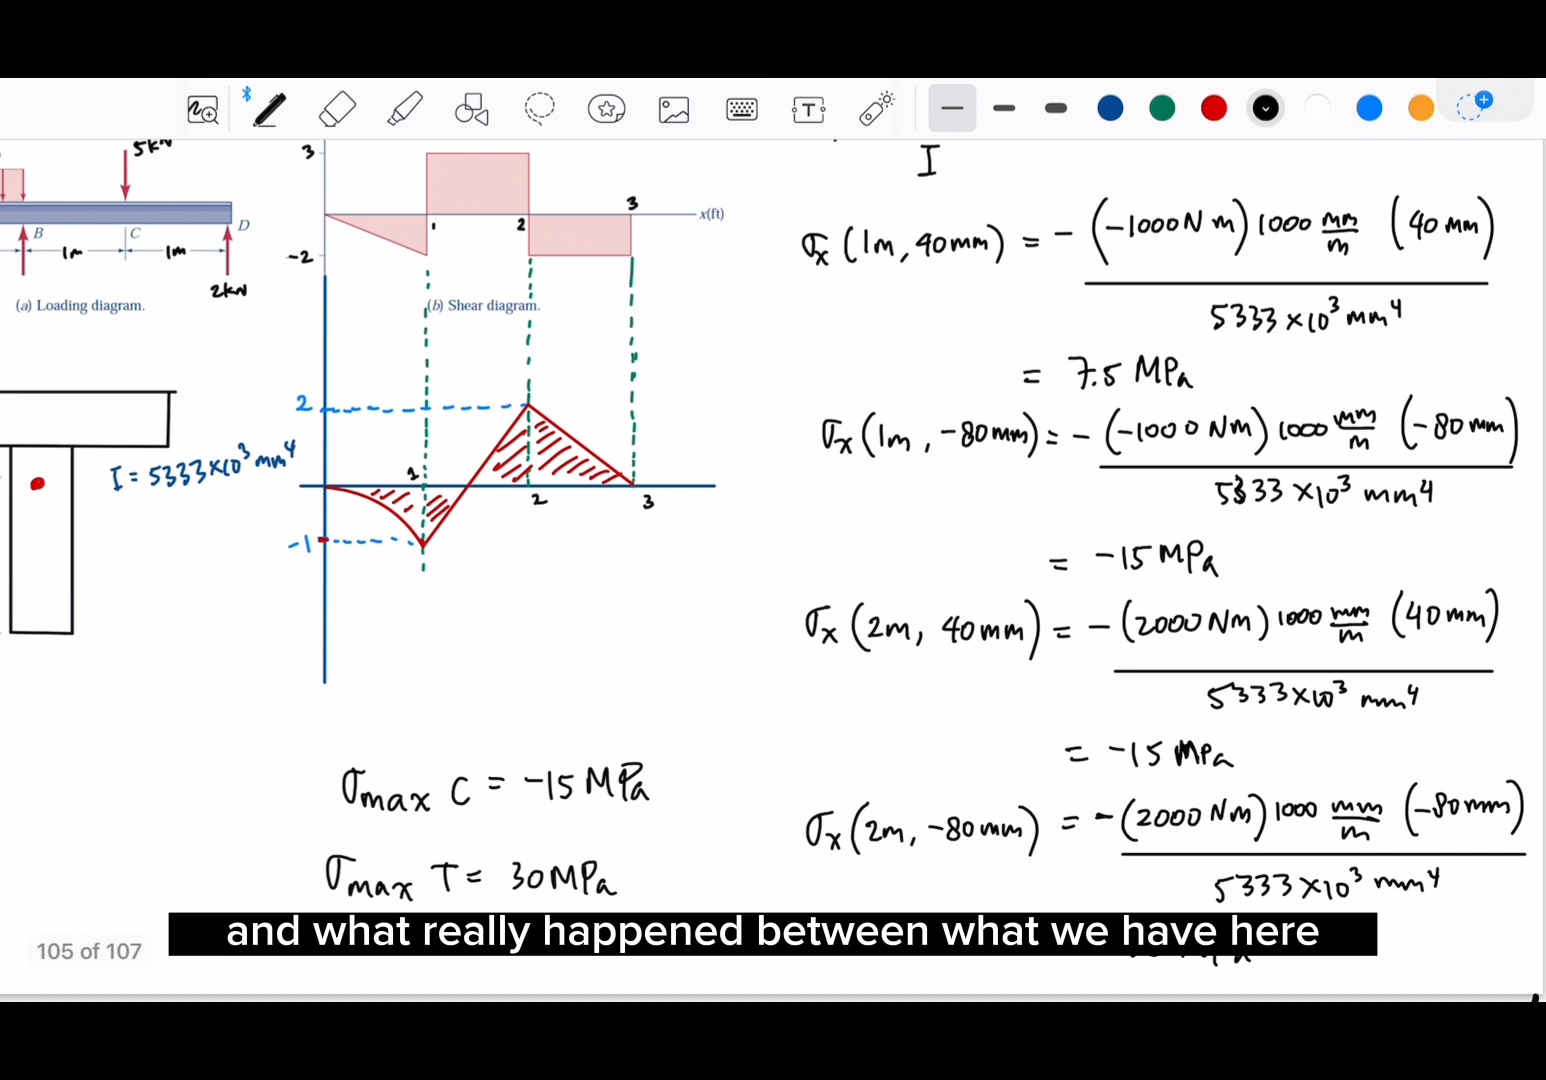 5kN
B
C
D
1m
1m
2kN
(a) Loading diagram.
3
1
2
3
x(ft)
-2
(b) Shear diagram.
I = 5333×10³ mm⁴
2
1
2
3
-1
σmax C = -15 MPa
σmax T = 30 MPa
I
σx (1m, 40mm) = - (-1000 N m) 1000 mm/m (40 mm)
5333 ×10³ mm⁴
= 7.5 MPa
σx (1m, -80mm) = - (-1000 Nm) 1000 mm/m (-80 mm)
5333 ×10³ mm⁴
= -15 MPa
σx (2m, 40mm) = - (2000 Nm) 1000 mm/m (40 mm)
5333×10³ mm⁴
= -15 MPa
σx (2m, -80mm) = - (2000 Nm) 1000 mm/m (-80mm)
5333×10³ mm⁴
and what really happened between what we have here
105 of 107